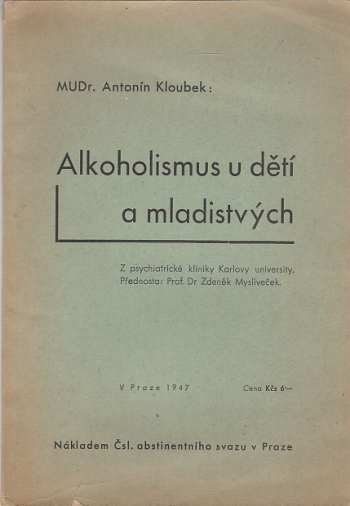 MUDr. Antonín Kloubek:
Alkoholismus u dětí
a mladistvých
Z psychiatrické kliniky Karlovy university.
Přednosta: Prof. Dr Zdeněk Mysliveček.
V Praze 1947 Cena Kčs 6·—
Nákladem Čsl. abstinentního svazu v Praze